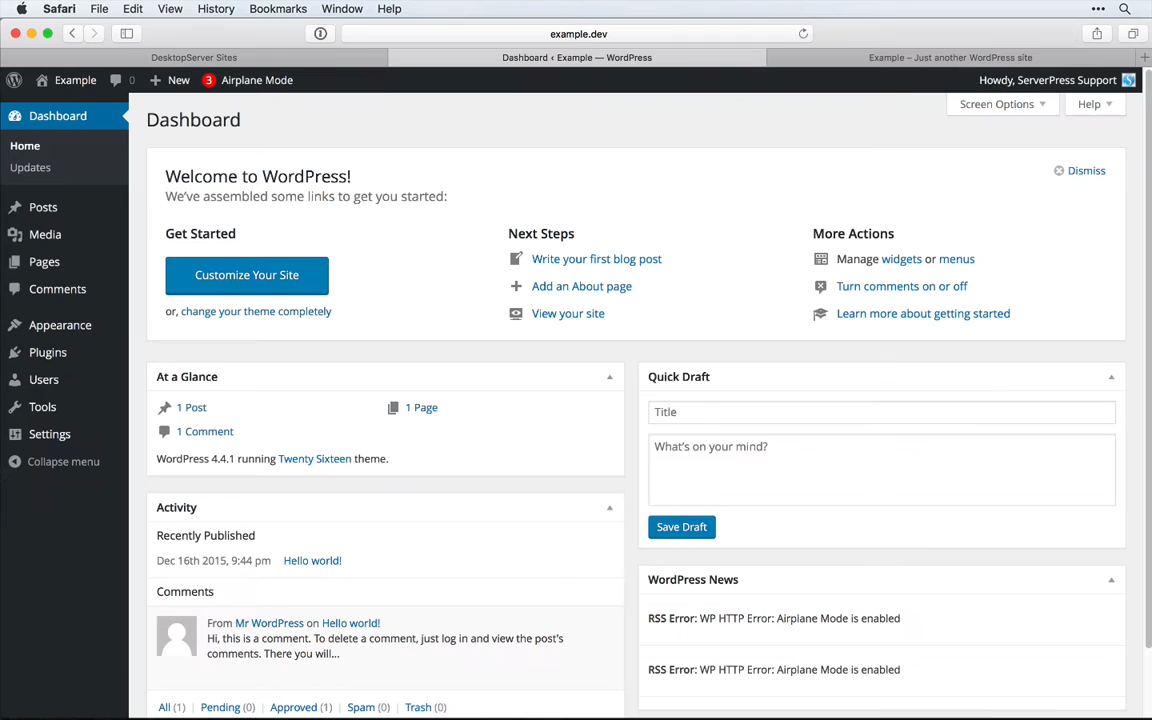 Safari File Edit View History Bookmarks Window Help
example.dev
DesktopServer Sites
Dashboard ‹ Example — WordPress
Example – Just another WordPress site
Example 0 New 3 Airplane Mode
Howdy, ServerPress Support
Dashboard
Home
Updates
Posts
Media
Pages
Comments
Appearance
Plugins
Users
Tools
Settings
Collapse menu
Screen Options
Help
Dashboard
Welcome to WordPress!
We've assembled some links to get you started:
Dismiss
Get Started
Customize Your Site
or, change your theme completely
Next Steps
Write your first blog post
Add an About page
View your site
More Actions
Manage widgets or menus
Turn comments on or off
Learn more about getting started
At a Glance
1 Post
1 Page
1 Comment
WordPress 4.4.1 running Twenty Sixteen theme.
Activity
Recently Published
Dec 16th 2015, 9:44 pm Hello world!
Comments
From Mr WordPress on Hello world!
Hi, this is a comment. To delete a comment, just log in and view the post's
comments. There you will...
All (1) Pending (0) Approved (1) Spam (0) Trash (0)
Quick Draft
Title
What's on your mind?
Save Draft
WordPress News
RSS Error: WP HTTP Error: Airplane Mode is enabled
RSS Error: WP HTTP Error: Airplane Mode is enabled